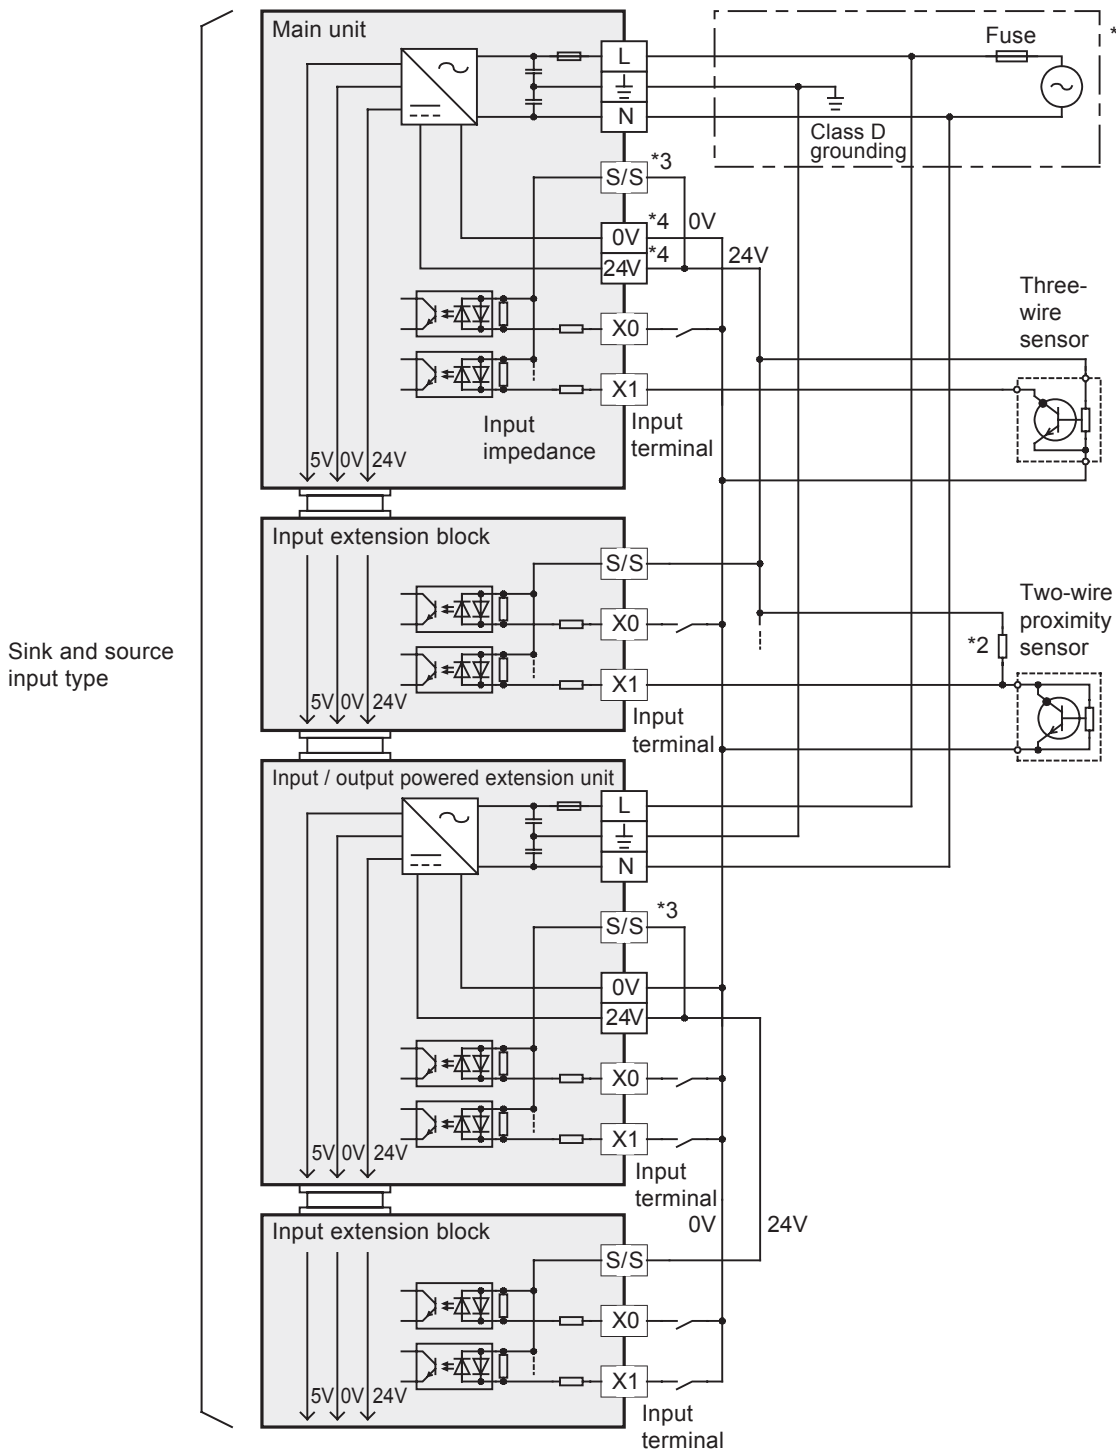 Main unit
L
N
Fuse
*
Class D
grounding
S/S
*3
0V
*4
0V
24V
*4
24V
X0
X1
Input
impedance
Input
terminal
5V 0V 24V
Three-
wire
sensor
Input extension block
S/S
X0
X1
5V 0V 24V
Input
terminal
Two-wire
proximity
sensor
*2
Sink and source
input type
Input / output powered extension unit
L
N
S/S
*3
0V
24V
X0
X1
5V 0V 24V
Input
terminal
0V
24V
Input extension block
S/S
X0
X1
5V 0V 24V
Input
terminal